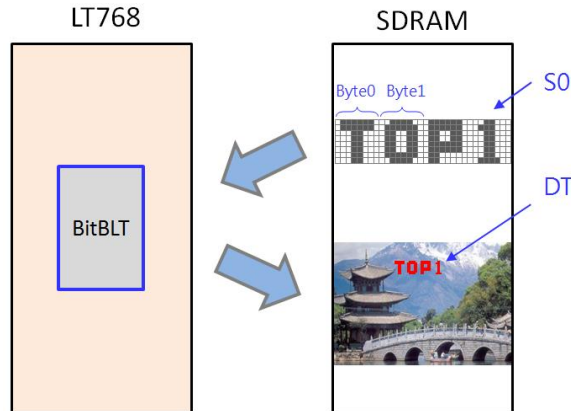 LT768
SDRAM
Byte0 Byte1
S0
TOP1
DT
BitBLT
TOP1